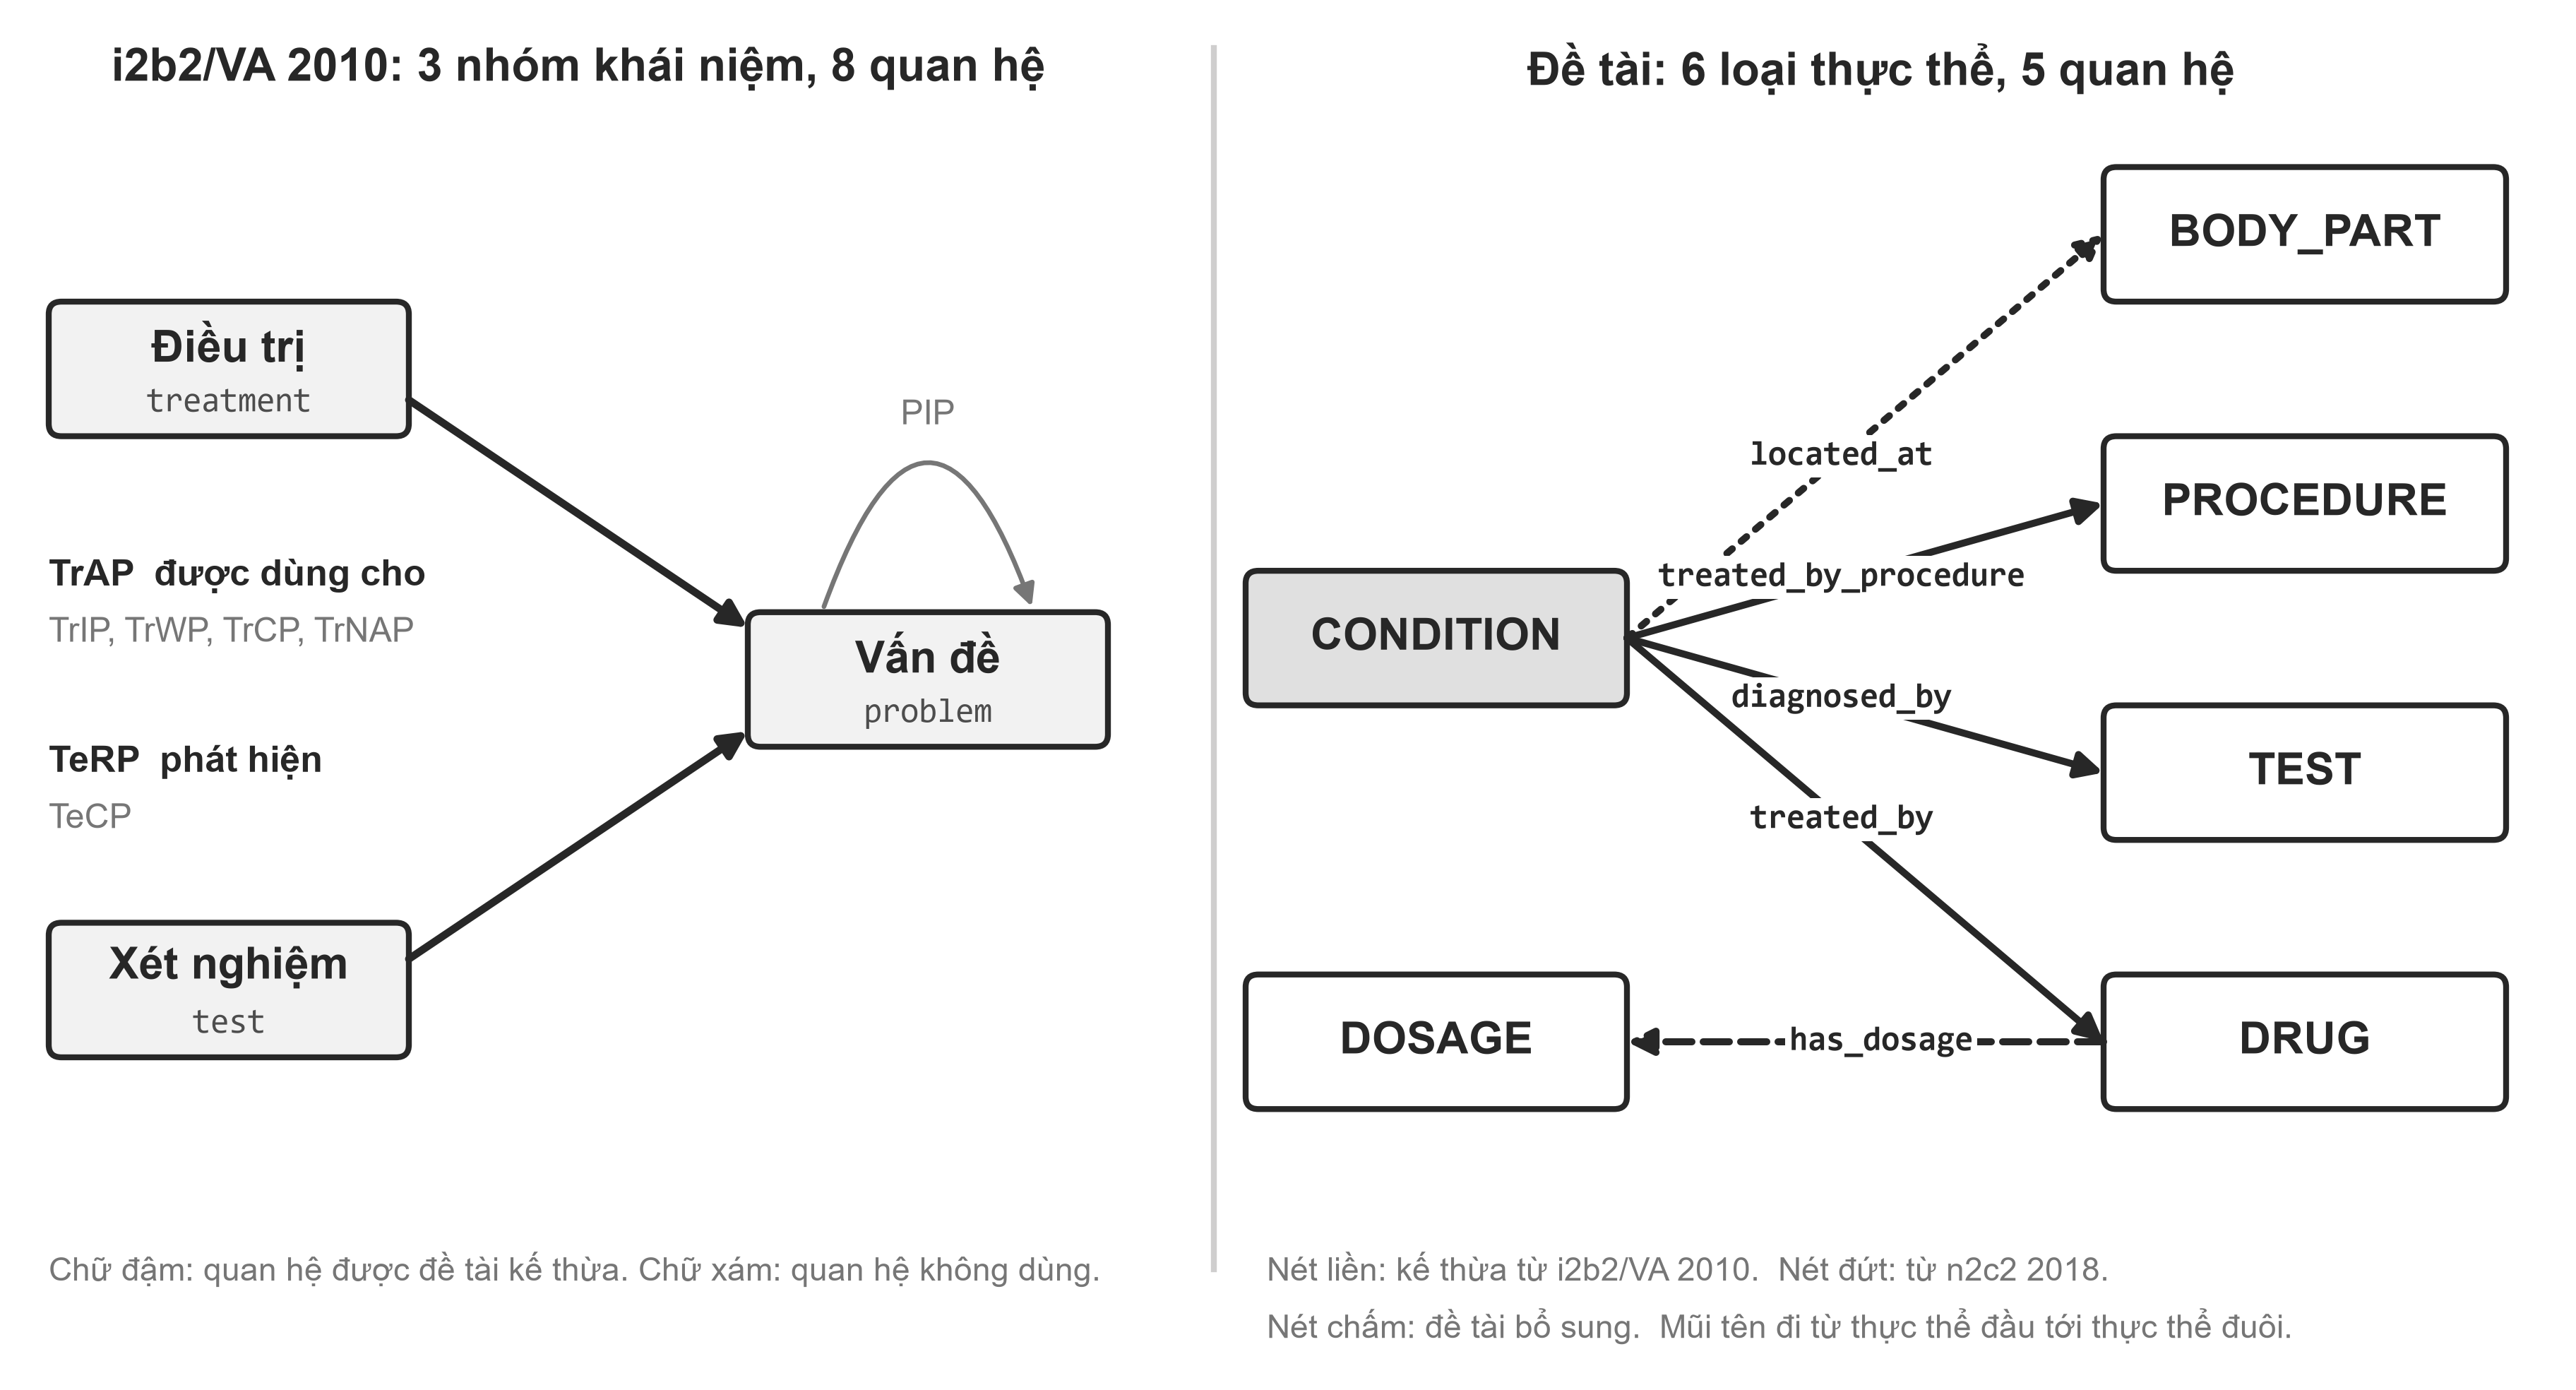 i2b2/VA 2010: 3 nhóm khái niệm, 8 quan hệ
Điều trị
treatment
PIP
TrAP được dùng cho
TrIP, TrWP, TrCP, TrNAP
Vấn đề
problem
TeRP phát hiện
TeCP
Xét nghiệm
test
Chữ đậm: quan hệ được đề tài kế thừa. Chữ xám: quan hệ không dùng.
Đề tài: 6 loại thực thể, 5 quan hệ
BODY_PART
located_at
PROCEDURE
treated_by_procedure
CONDITION
diagnosed_by
TEST
treated_by
DOSAGE
has_dosage
DRUG
Nét liền: kế thừa từ i2b2/VA 2010. Nét đứt: từ n2c2 2018.
Nét chấm: đề tài bổ sung. Mũi tên đi từ thực thể đầu tới thực thể đuôi.